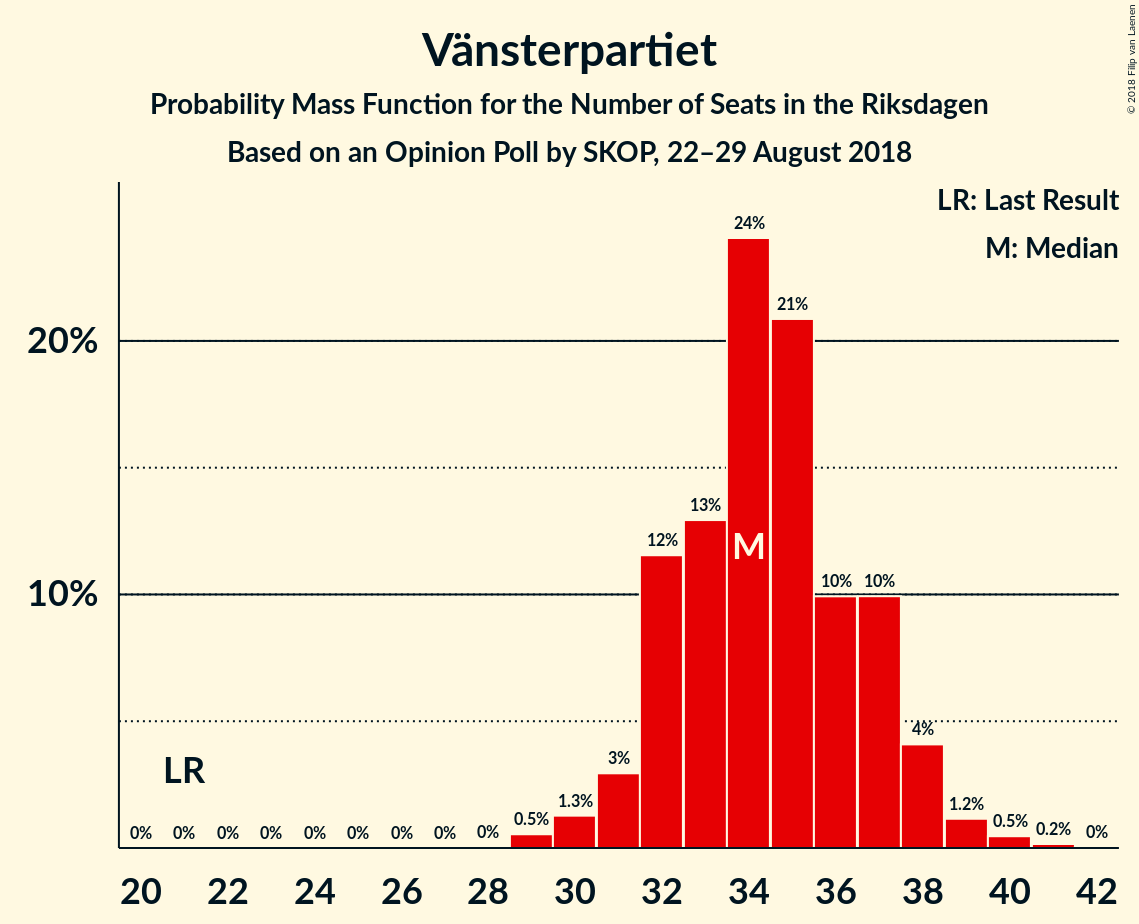 Vänsterpartiet
Probability Mass Function for the Number of Seats in the Riksdagen
Based on an Opinion Poll by SKOP, 22–29 August 2018
© 2018 Filip van Laenen
LR: Last Result
M: Median
20%
10%
24%
21%
13%
12%
10% 10%
4%
3%
1.3%
1.2%
0.5%
0.5%
0.2%
0% 0% 0% 0% 0% 0% 0% 0% 0% 0%
M
LR
20 22 24 26 28 30 32 34 36 38 40 42